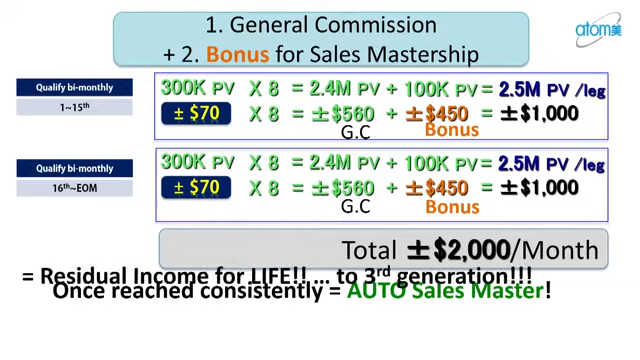 1. General Commission
+ 2. Bonus for Sales Mastership
atom美
Qualify bi-monthly
1~15th
300K PV X 8 = 2.4M PV + 100K PV = 2.5M PV /leg
± $70 X 8 = ±$560 + ±$450 = ±$1,000
G.C Bonus
Qualify bi-monthly
16th~EOM
300K PV X 8 = 2.4M PV + 100K PV = 2.5M PV /leg
± $70 X 8 = ±$560 + ±$450 = ±$1,000
G.C Bonus
Total ±$2,000/Month
= Residual Income for LIFE!! ... to 3rd generation!!!
Once reached consistently = AUTO Sales Master!